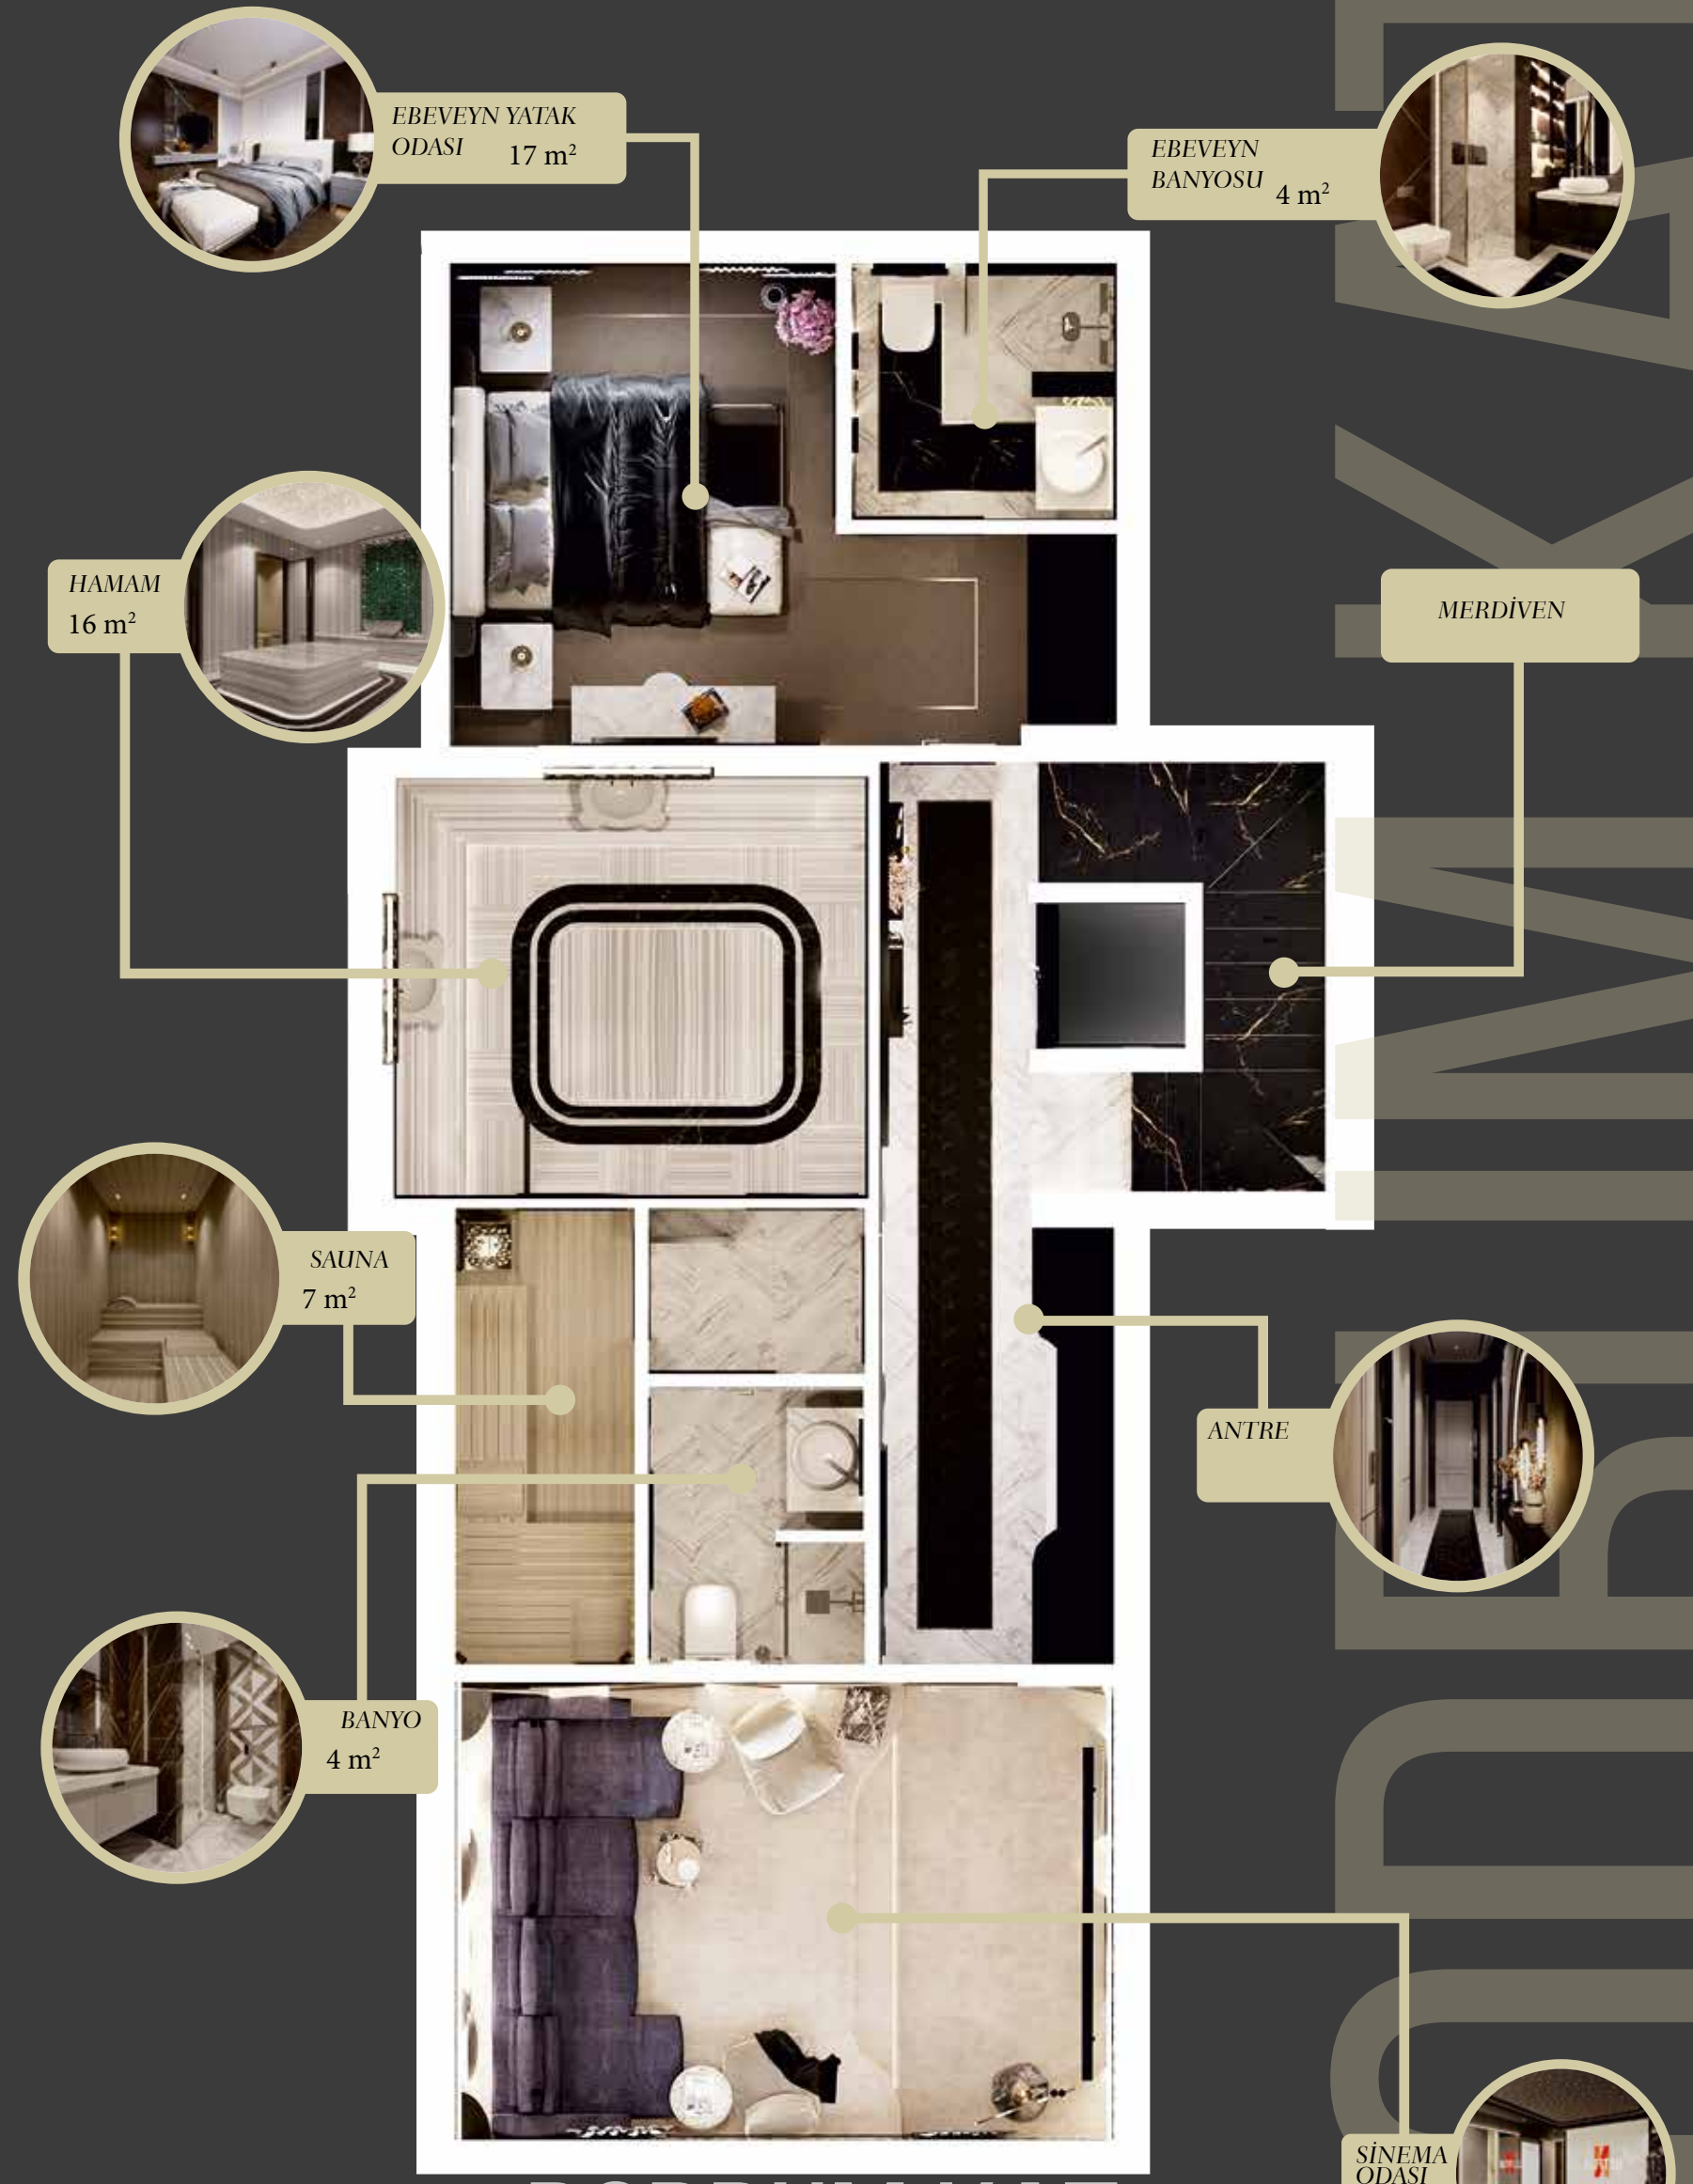 EBEVEYN YATAK
ODASI 17 m²
EBEVEYN
BANYOSU 4 m²
HAMAM
16 m²
MERDİVEN
SAUNA
7 m²
ANTRE
BANYO
4 m²
SİNEMA
ODASI